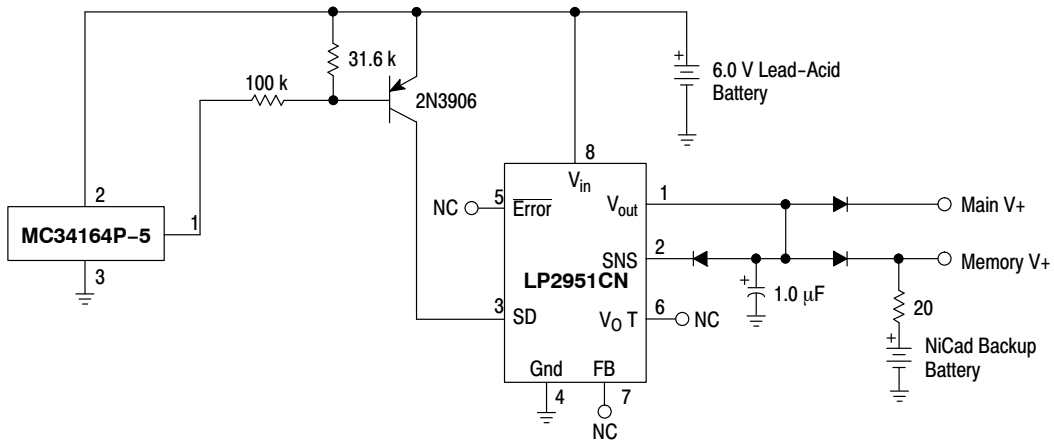 31.6 k
100 k
2N3906
6.0 V Lead-Acid
Battery
2
MC34164P-5
1
3
8
Vin
5
NC
Error
Vout
1
Main V+
SNS
2
LP2951CN
Memory V+
1.0 µF
3
SD
VO T
6
NC
20
NiCad Backup
Battery
Gnd
FB
4
7
NC
+
+
+